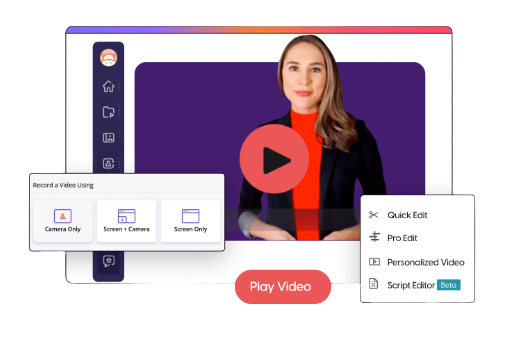 Record a Video Using
Camera Only
Screen + Camera
Screen Only
Quick Edit
Pro Edit
Personalized Video
Script Editor Beta
Play Video